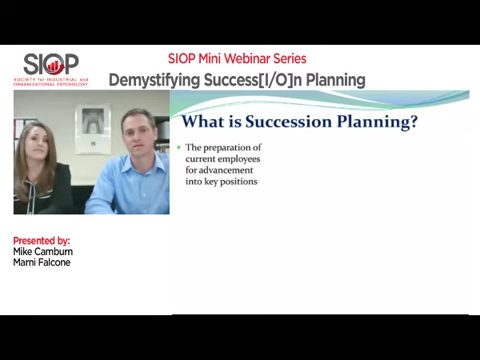 SIOP
SOCIETY for INDUSTRIAL and
ORGANIZATIONAL PSYCHOLOGY
SIOP Mini Webinar Series
Demystifying Success[I/O]n Planning
What is Succession Planning?
The preparation of
current employees
for advancement
into key positions
Presented by:
Mike Camburn
Marni Falcone